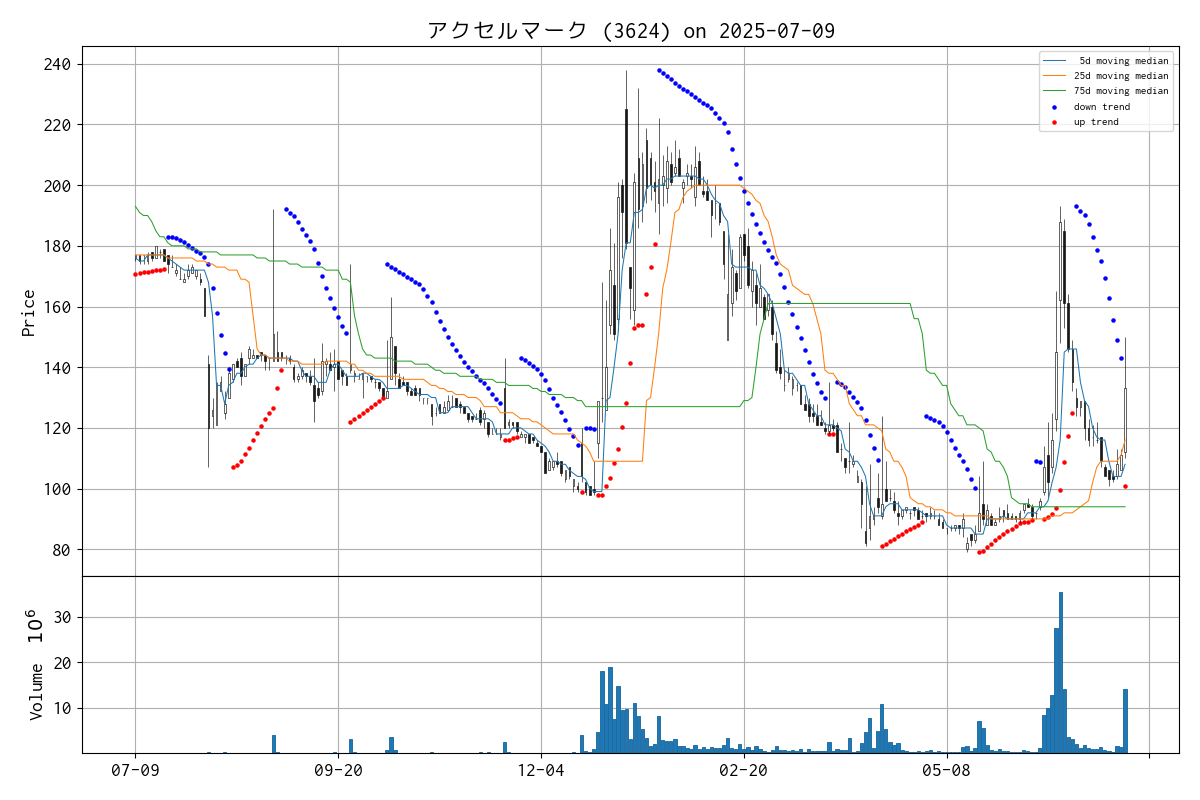 アクセルマーク (3624) on 2025-07-09
5d moving median
25d moving median
75d moving median
down trend
up trend
Price
240
220
200
180
160
140
120
100
80
Volume 10^6
30
20
10
07-09
09-20
12-04
02-20
05-08